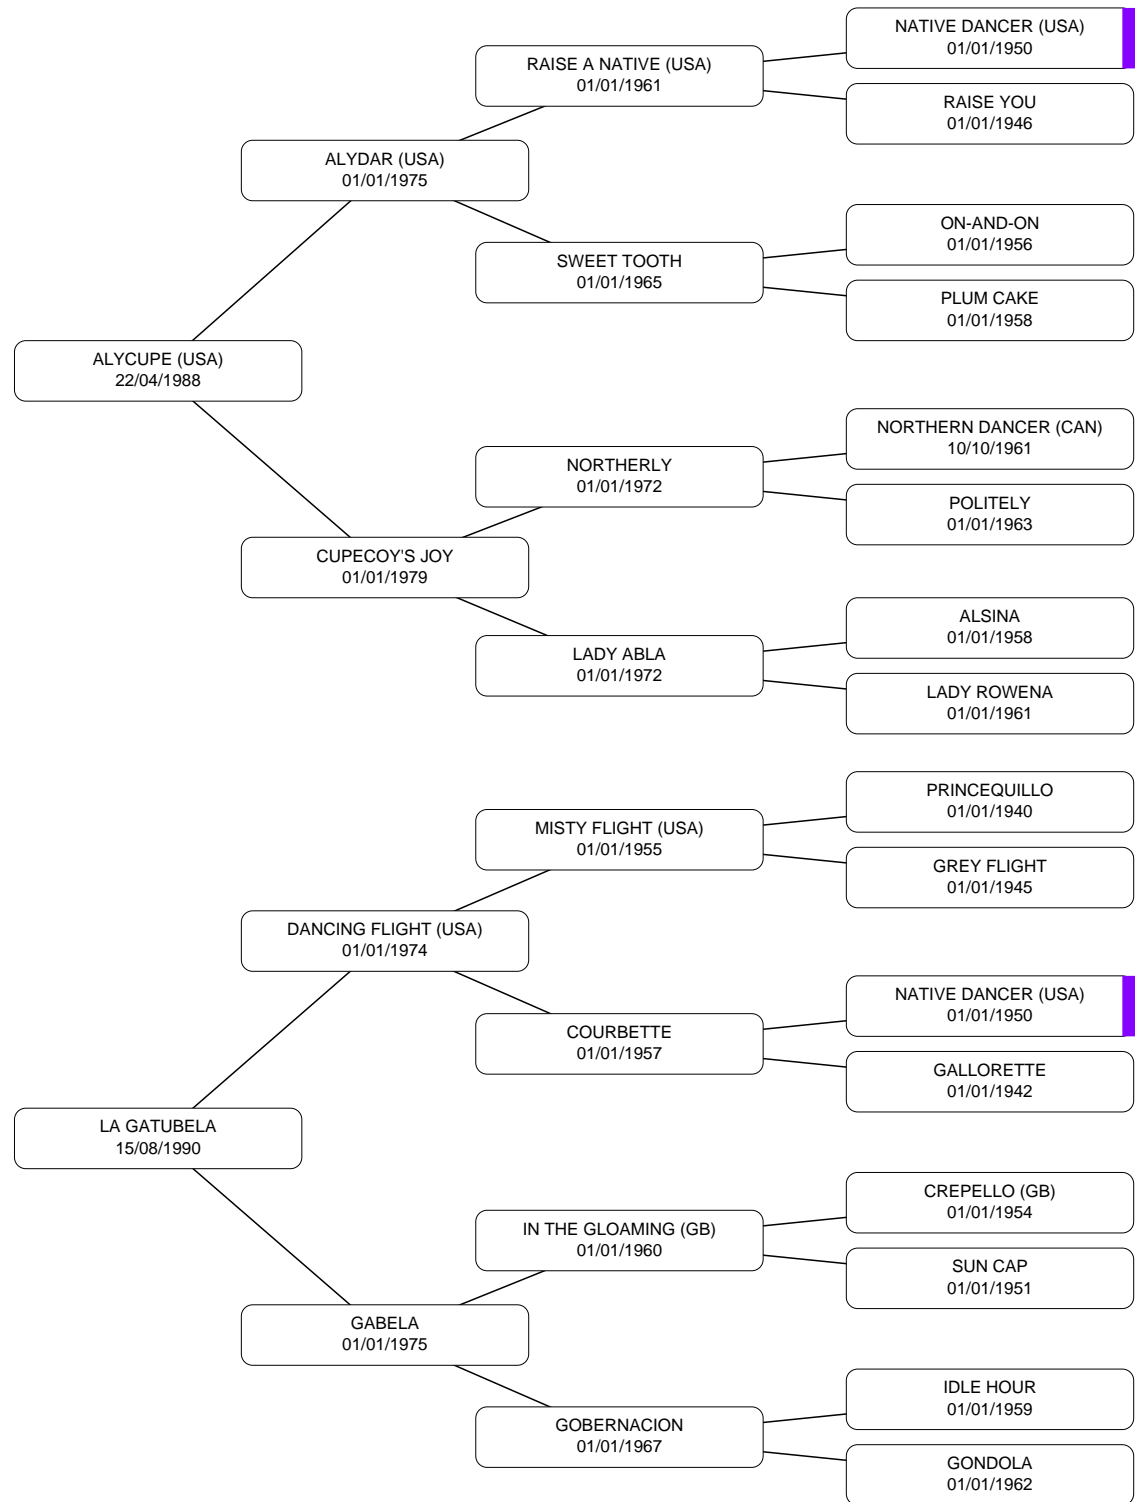 NATIVE DANCER (USA)
01/01/1950
RAISE A NATIVE (USA)
01/01/1961
RAISE YOU
01/01/1946
ALYDAR (USA)
01/01/1975
ON-AND-ON
01/01/1956
SWEET TOOTH
01/01/1965
PLUM CAKE
01/01/1958
ALYCUPE (USA)
22/04/1988
NORTHERN DANCER (CAN)
10/10/1961
NORTHERLY
01/01/1972
POLITELY
01/01/1963
CUPECOY'S JOY
01/01/1979
ALSINA
01/01/1958
LADY ABLA
01/01/1972
LADY ROWENA
01/01/1961
PRINCEQUILLO
01/01/1940
MISTY FLIGHT (USA)
01/01/1955
GREY FLIGHT
01/01/1945
DANCING FLIGHT (USA)
01/01/1974
NATIVE DANCER (USA)
01/01/1950
COURBETTE
01/01/1957
GALLORETTE
01/01/1942
LA GATUBELA
15/08/1990
CREPELLO (GB)
01/01/1954
IN THE GLOAMING (GB)
01/01/1960
SUN CAP
01/01/1951
GABELA
01/01/1975
IDLE HOUR
01/01/1959
GOBERNACION
01/01/1967
GONDOLA
01/01/1962